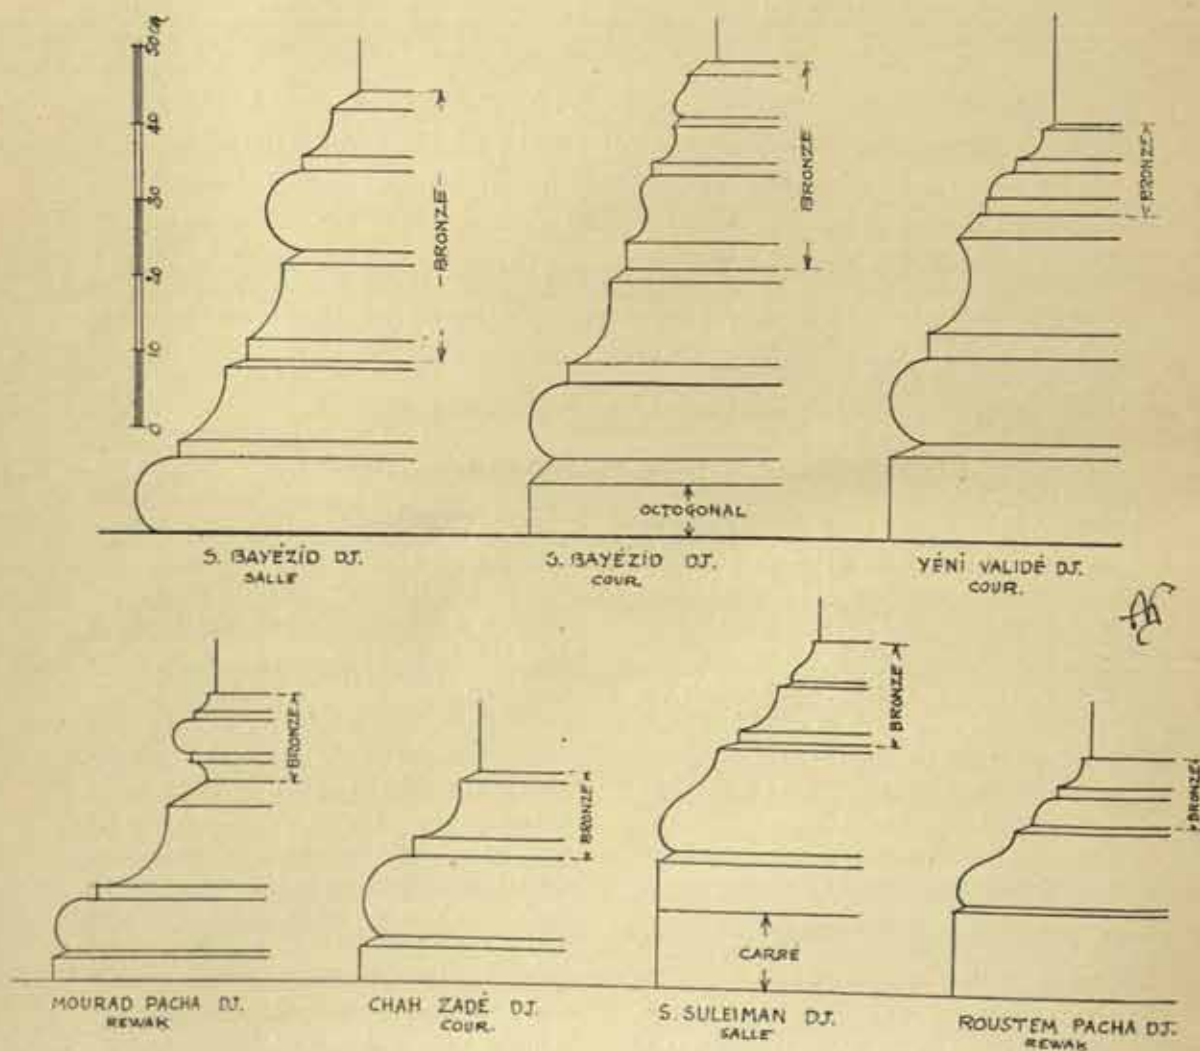 50 CM
40
30
20
10
0
BRONZE
BRONZE
BRONZE
OCTOGONAL
S. BAYÉZID DJ.
SALLE
S. BAYÉZID DJ.
COUR.
YÉNI VALIDÉ DJ.
COUR.
BRONZE
BRONZE
BRONZE
BRONZE
CARRÉ
MOURAD PACHA DJ.
REWAK
CHAH ZADÉ DJ.
COUR.
S. SULEIMAN DJ.
SALLE
ROUSTEM PACHA DJ.
REWAK